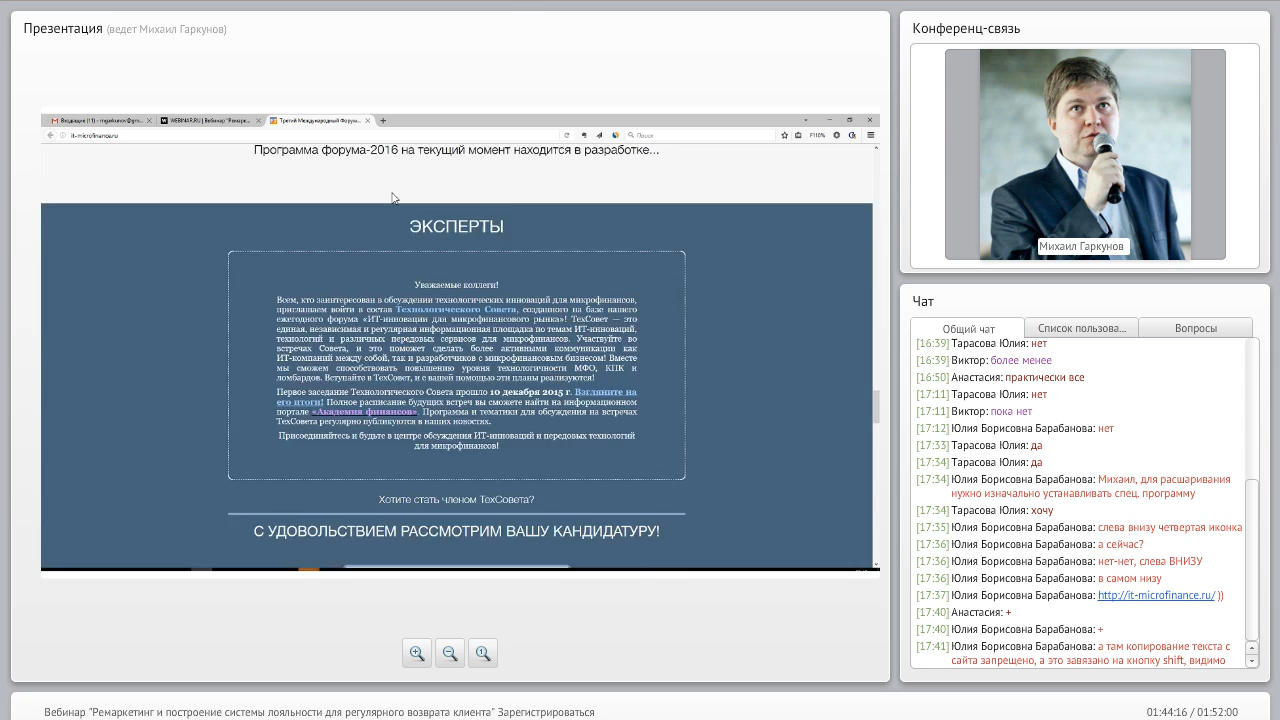 Презентация (ведет Михаил Гаркунов)
Входящие (11) - mgarkunov@gm...
WEBINAR.RU | Вебинар "Ремарк...
Третий Международный Форум...
it-microfinance.ru
Поиск
Программа форума-2016 на текущий момент находится в разработке...
ЭКСПЕРТЫ
Уважаемые коллеги!
Всем, кто заинтересован в обсуждении технологических инноваций для микрофинансов,
приглашаем войти в состав Технологического Совета, созданного на базе нашего
ежегодного форума «ИТ-инновации для микрофинансового рынка»! ТехСовет — это
единая, независимая и регулярная информационная площадка по темам ИТ-инноваций,
технологий и различных передовых сервисов для микрофинансов. Участвуйте во
встречах Совета, и это поможет сделать более активными коммуникации как
ИТ-компаний между собой, так и разработчиков с микрофинансовым бизнесом! Вместе
мы сможем способствовать повышению уровня технологичности МФО, КПК и
ломбардов. Вступайте в ТехСовет, и с вашей помощью эти планы реализуются!
Первое заседание Технологического Совета прошло 10 декабря 2015 г. Взгляните на
его итоги! Полное расписание будущих встреч вы сможете найти на информационном
портале «Академия финансов». Программа и тематики для обсуждения на встречах
ТехСовета регулярно публикуются в наших новостях.
Присоединяйтесь и будьте в центре обсуждения ИТ-инноваций и передовых технологий
для микрофинансов!
Хотите стать членом ТехСовета?
С УДОВОЛЬСТВИЕМ РАССМОТРИМ ВАШУ КАНДИДАТУРУ!
Конференц-связь
Михаил Гаркунов
Чат
Общий чат
Список пользова...
Вопросы
[16:39] Тарасова Юлия: нет
[16:39] Виктор: более менее
[16:50] Анастасия: практически все
[17:11] Тарасова Юлия: нет
[17:11] Виктор: пока нет
[17:12] Юлия Борисовна Барабанова: нет
[17:33] Тарасова Юлия: да
[17:34] Тарасова Юлия: да
[17:34] Юлия Борисовна Барабанова: Михаил, для расшаривания
нужно изначально устанавливать спец. программу
[17:34] Тарасова Юлия: хочу
[17:35] Юлия Борисовна Барабанова: слева внизу четвертая иконка
[17:36] Юлия Борисовна Барабанова: а сейчас?
[17:36] Юлия Борисовна Барабанова: нет-нет, слева ВНИЗУ
[17:36] Юлия Борисовна Барабанова: в самом низу
[17:37] Юлия Борисовна Барабанова: http://it-microfinance.ru/ ))
[17:40] Анастасия: +
[17:40] Юлия Борисовна Барабанова: +
[17:41] Юлия Борисовна Барабанова: а там копирование текста с
сайта запрещено, а это завязано на кнопку shift, видимо
Вебинар "Ремаркетинг и построение системы лояльности для регулярного возврата клиента" Зарегистрироваться
01:44:16 / 01:52:00